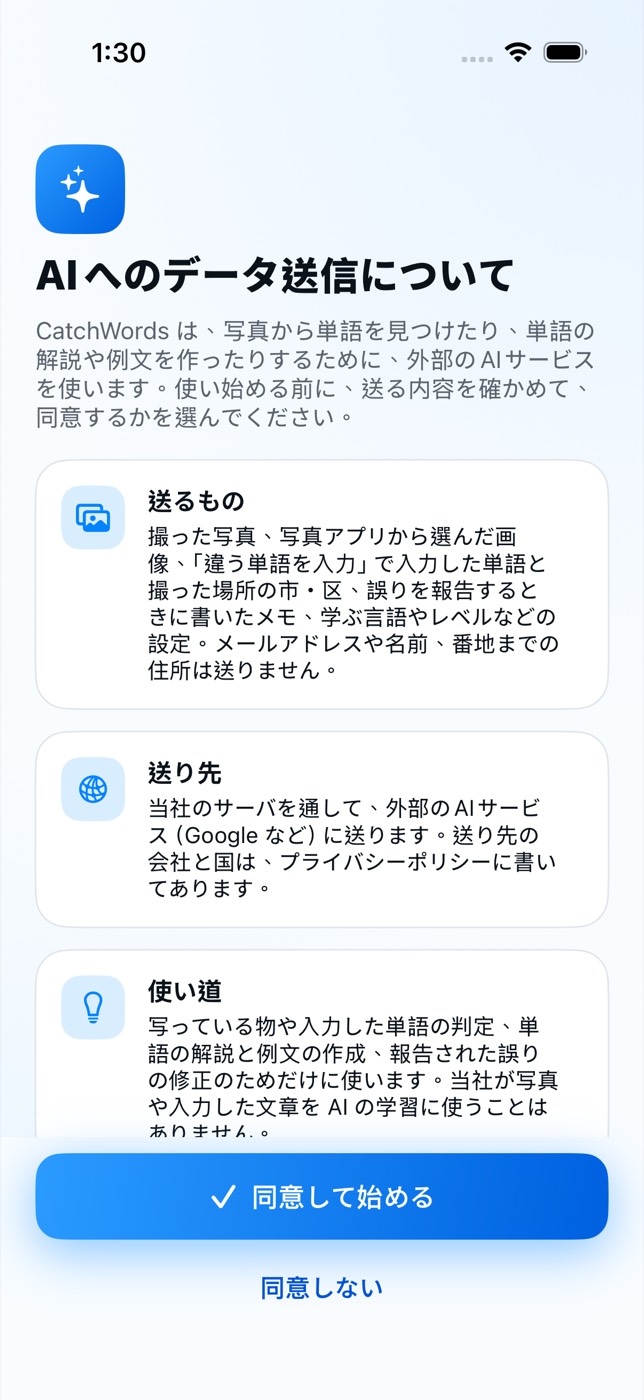 1:30
AIへのデータ送信について
CatchWords は、写真から単語を見つけたり、単語の
解説や例文を作ったりするために、外部の AI サービス
を使います。使い始める前に、送る内容を確かめて、
同意するかを選んでください。
送るもの
撮った写真、写真アプリから選んだ画
像、「違う単語を入力」で入力した単語と
撮った場所の市・区、誤りを報告すると
きに書いたメモ、学ぶ言語やレベルなどの
設定。メールアドレスや名前、番地までの
住所は送りません。
送り先
当社のサーバを通して、外部の AI サービ
ス (Google など) に送ります。送り先の
会社と国は、プライバシーポリシーに書い
てあります。
使い道
写っている物や入力した単語の判定、単
語の解説と例文の作成、報告された誤り
の修正のためだけに使います。当社が写真
や入力した文章を AI の学習に使うことは
ありません。
同意して始める
同意しない